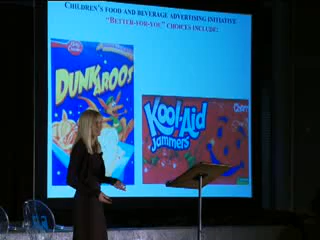 CHILDREN'S FOOD AND BEVERAGE ADVERTISING INITIATIVE
"BETTER-FOR-YOU" CHOICES INCLUDE:
DUNKAROOS
Kool-Aid
Jammers